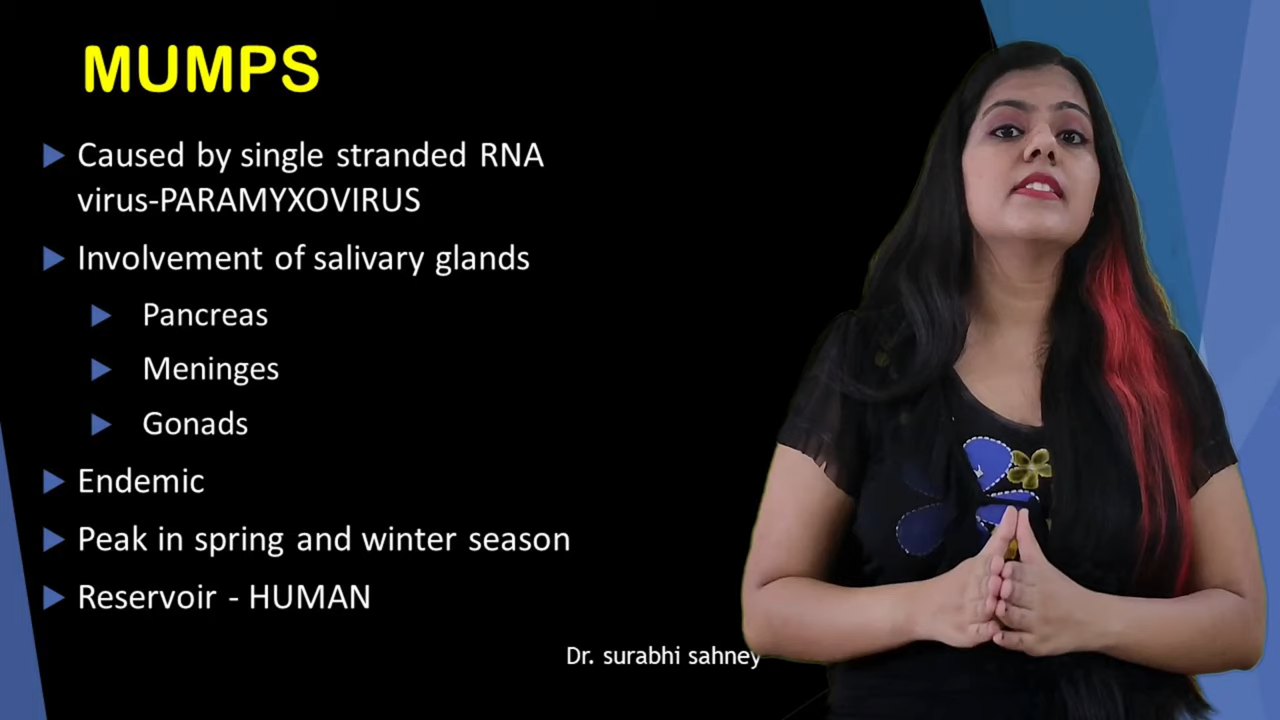 MUMPS
Caused by single stranded RNA
virus-PARAMYXOVIRUS
Involvement of salivary glands
Pancreas
Meninges
Gonads
Endemic
Peak in spring and winter season
Reservoir - HUMAN
Dr. surabhi sahney